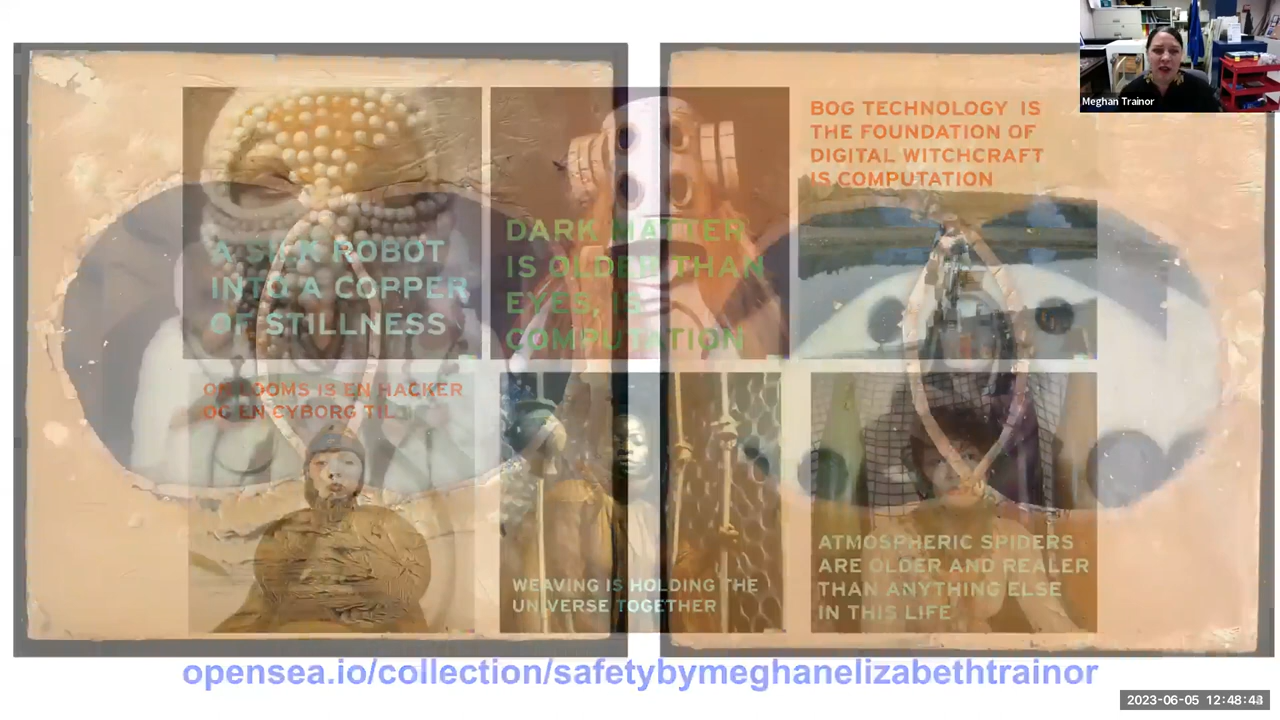 Meghan Trainor
BOG TECHNOLOGY IS
THE FOUNDATION OF
DIGITAL WITCHCRAFT
IS COMPUTATION
A ROBOT
INTO A COPPER
OF STILLNESS
DARK MATTER
IS OLDER THAN
EYES, IS
COMPUTATION
LOOMS IS EN HACKER
OG EN CYBORG TIL
WEAVING IS HOLDING THE
UNIVERSE TOGETHER
ATMOSPHERIC SPIDERS
ARE OLDER AND REALER
THAN ANYTHING ELSE
IN THIS LIFE
opensea.io/collection/safetybymeghanelizabethtrainor
2023-06-05 12:48:43